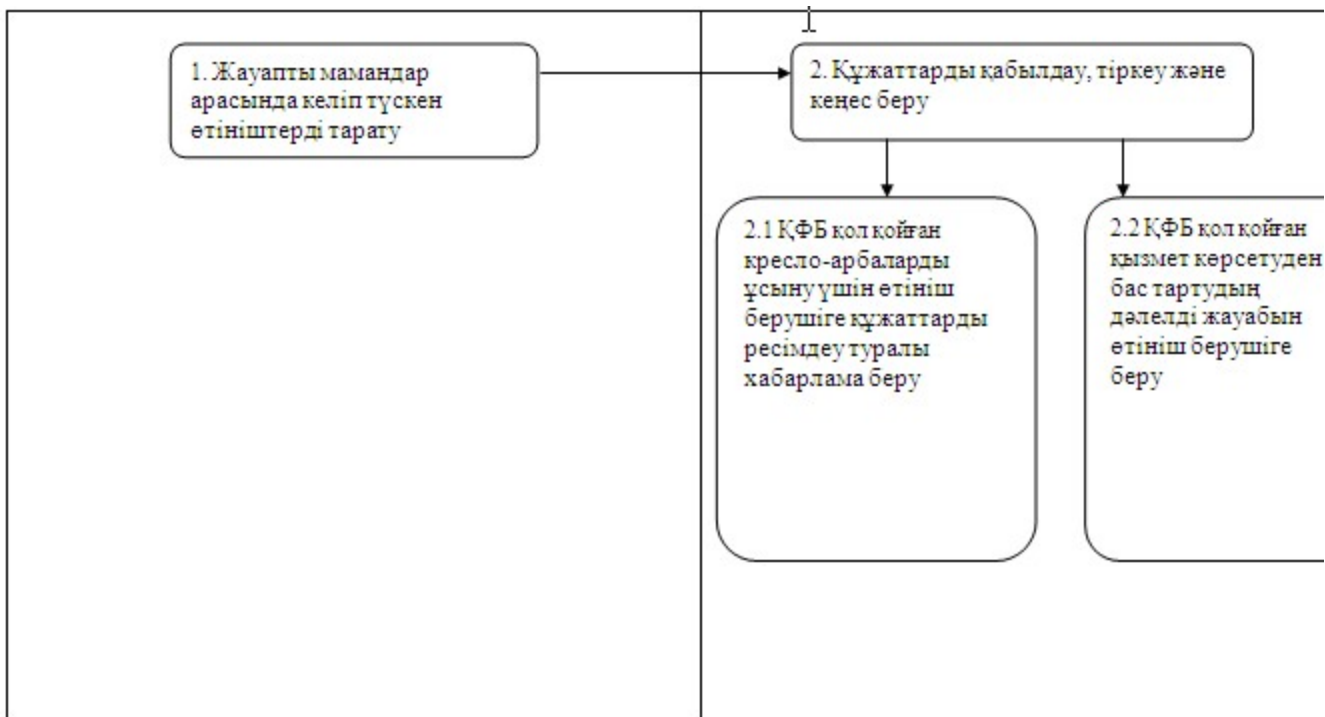 1. Жауапты мамандар
арасында келіп түскен
өтініштерді тарату
2. Құжаттарды қабылдау, тіркеу және
кеңес беру
2.1 ҚФБ қол қойған
кресло-арбаларды
ұсыну үшін өтініш
берушіге құжаттарды
ресімдеу туралы
хабарлама беру
2.2 ҚФБ қол қойған
қызмет көрсетуден
бас тартудың
дәлелді жауабын
өтініш берушіге
беру